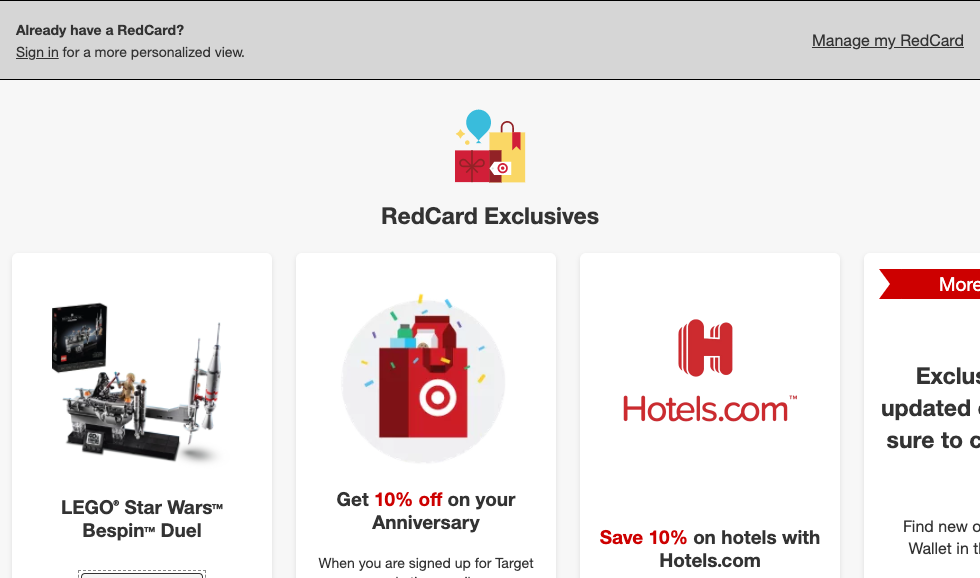 Already have a RedCard?
Sign in for a more personalized view.
Manage my RedCard
RedCard Exclusives
LEGO® Star Wars™
Bespin™ Duel
Get 10% off on your
Anniversary
When you are signed up for Target
Hotels.com™
Save 10% on hotels with
Hotels.com
More
Exclus
updated
sure to c
Find new o
Wallet in th